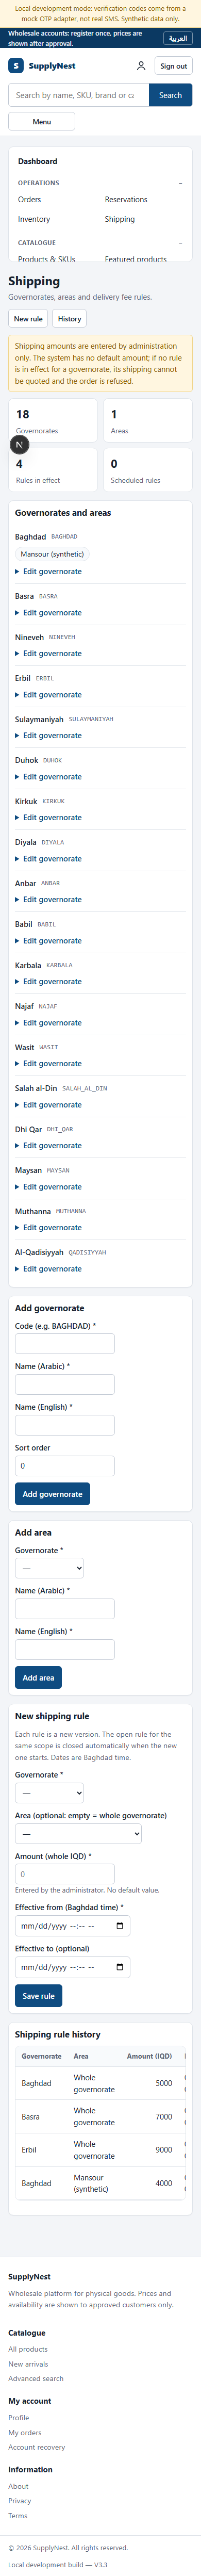 Local development mode: verification codes come from a
mock OTP adapter, not real SMS. Synthetic data only.
Wholesale accounts: register once, prices are
shown after approval.
العربية
S
SupplyNest
Sign out
Search by name, SKU, brand or ca
Search
Menu
Dashboard
OPERATIONS
–
Orders
Reservations
Inventory
Shipping
CATALOGUE
–
Products & SKUs
Featured products
Shipping
Governorates, areas and delivery fee rules.
New rule
History
Shipping amounts are entered by administration
only. The system has no default amount; if no rule
is in effect for a governorate, its shipping cannot
be quoted and the order is refused.
18
Governorates
1
Areas
N
4
Rules in effect
0
Scheduled rules
Governorates and areas
Baghdad BAGHDAD
Mansour (synthetic)
Edit governorate
Basra BASRA
Edit governorate
Nineveh NINEVEH
Edit governorate
Erbil ERBIL
Edit governorate
Sulaymaniyah SULAYMANIYAH
Edit governorate
Duhok DUHOK
Edit governorate
Kirkuk KIRKUK
Edit governorate
Diyala DIYALA
Edit governorate
Anbar ANBAR
Edit governorate
Babil BABIL
Edit governorate
Karbala KARBALA
Edit governorate
Najaf NAJAF
Edit governorate
Wasit WASIT
Edit governorate
Salah al-Din SALAH_AL_DIN
Edit governorate
Dhi Qar DHI_QAR
Edit governorate
Maysan MAYSAN
Edit governorate
Muthanna MUTHANNA
Edit governorate
Al-Qadisiyyah QADISIYYAH
Edit governorate
Add governorate
Code (e.g. BAGHDAD) *
Name (Arabic) *
Name (English) *
Sort order
0
Add governorate
Add area
Governorate *
—
Name (Arabic) *
Name (English) *
Add area
New shipping rule
Each rule is a new version. The open rule for the
same scope is closed automatically when the new
one starts. Dates are Baghdad time.
Governorate *
—
Area (optional: empty = whole governorate)
—
Amount (whole IQD) *
0
Entered by the administrator. No default value.
Effective from (Baghdad time) *
mm/dd/yyyy --:-- --
Effective to (optional)
mm/dd/yyyy --:-- --
Save rule
Shipping rule history
Governorate Area Amount (IQD)
Baghdad Whole governorate 5000
Basra Whole governorate 7000
Erbil Whole governorate 9000
Baghdad Mansour (synthetic) 4000
SupplyNest
Wholesale platform for physical goods. Prices and
availability are shown to approved customers only.
Catalogue
All products
New arrivals
Advanced search
My account
Profile
My orders
Account recovery
Information
About
Privacy
Terms
© 2026 SupplyNest. All rights reserved.
Local development build — V3.3